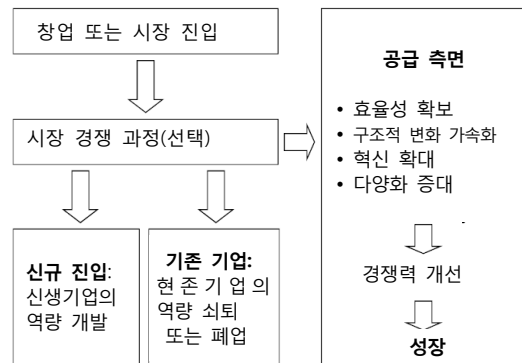 창업 또는 시장 진입
시장 경쟁 과정(선택)
신규 진입:
신생기업의
역량 개발
기존 기업:
현존기업의
역량 쇠퇴
또는 폐업
공급 측면
• 효율성 확보
• 구조적 변화 가속화
• 혁신 확대
• 다양화 증대
경쟁력 개선
성장